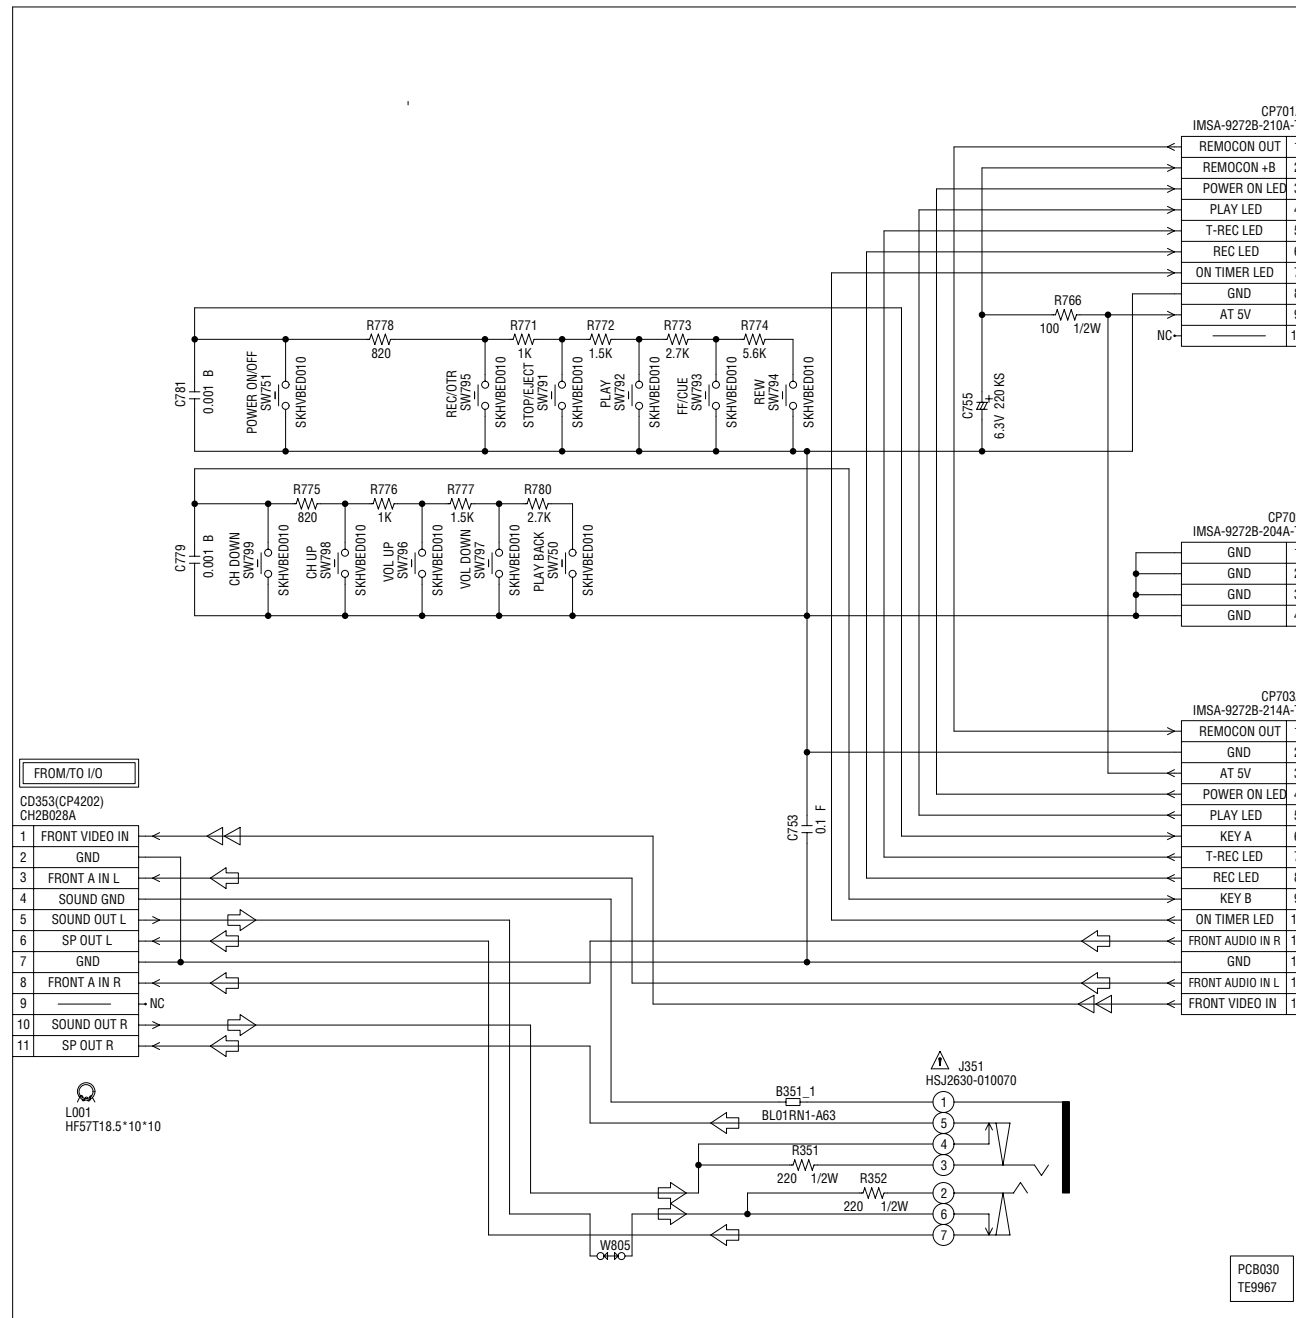 CP701
IMSA-9272B-210A-
REMOCON OUT
REMOCON +B
POWER ON LED
PLAY LED
T-REC LED
REC LED
ON TIMER LED
GND
AT 5V
NC
R766
100 1/2W
C755
6.3V 220 KS
R778
820
R771
1K
R772
1.5K
R773
2.7K
R774
5.6K
C781
0.001 B
POWER ON/OFF
SW751
SKHVBED010
REC/OTR
SW795
SKHVBED010
STOP/EJECT
SW791
SKHVBED010
PLAY
SW792
SKHVBED010
FF/CUE
SW793
SKHVBED010
REW
SW794
SKHVBED010
R775
820
R776
1K
R777
1.5K
R780
2.7K
C779
0.001 B
CH DOWN
SW799
SKHVBED010
CH UP
SW798
SKHVBED010
VOL UP
SW796
SKHVBED010
VOL DOWN
SW797
SKHVBED010
PLAY BACK
SW750
SKHVBED010
CP70
IMSA-9272B-204A-
GND
GND
GND
GND
CP703
IMSA-9272B-214A-
REMOCON OUT
GND
AT 5V
POWER ON LED
PLAY LED
KEY A
T-REC LED
REC LED
KEY B
ON TIMER LED
FRONT AUDIO IN R
GND
FRONT AUDIO IN L
FRONT VIDEO IN
C753
0.1 F
FROM/TO I/O
CD353(CP4202)
CH2B028A
1 FRONT VIDEO IN
2 GND
3 FRONT A IN L
4 SOUND GND
5 SOUND OUT L
6 SP OUT L
7 GND
8 FRONT A IN R
9 NC
10 SOUND OUT R
11 SP OUT R
L001
HF57T18.5*10*10
J351
HSJ2630-010070
B351_1
BL01RN1-A63
R351
220 1/2W
R352
220 1/2W
1
5
4
3
2
6
7
W805
PCB030
TE9967